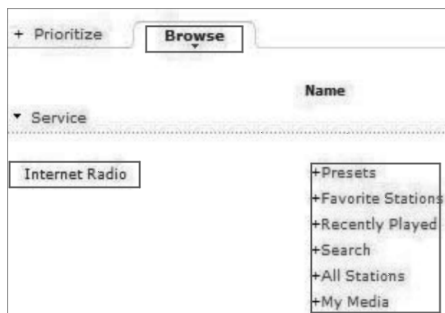 + Prioritize Browse
Name
▼ Service
Internet Radio +Presets
+Favorite Stations
+Recently Played
+Search
+All Stations
+My Media